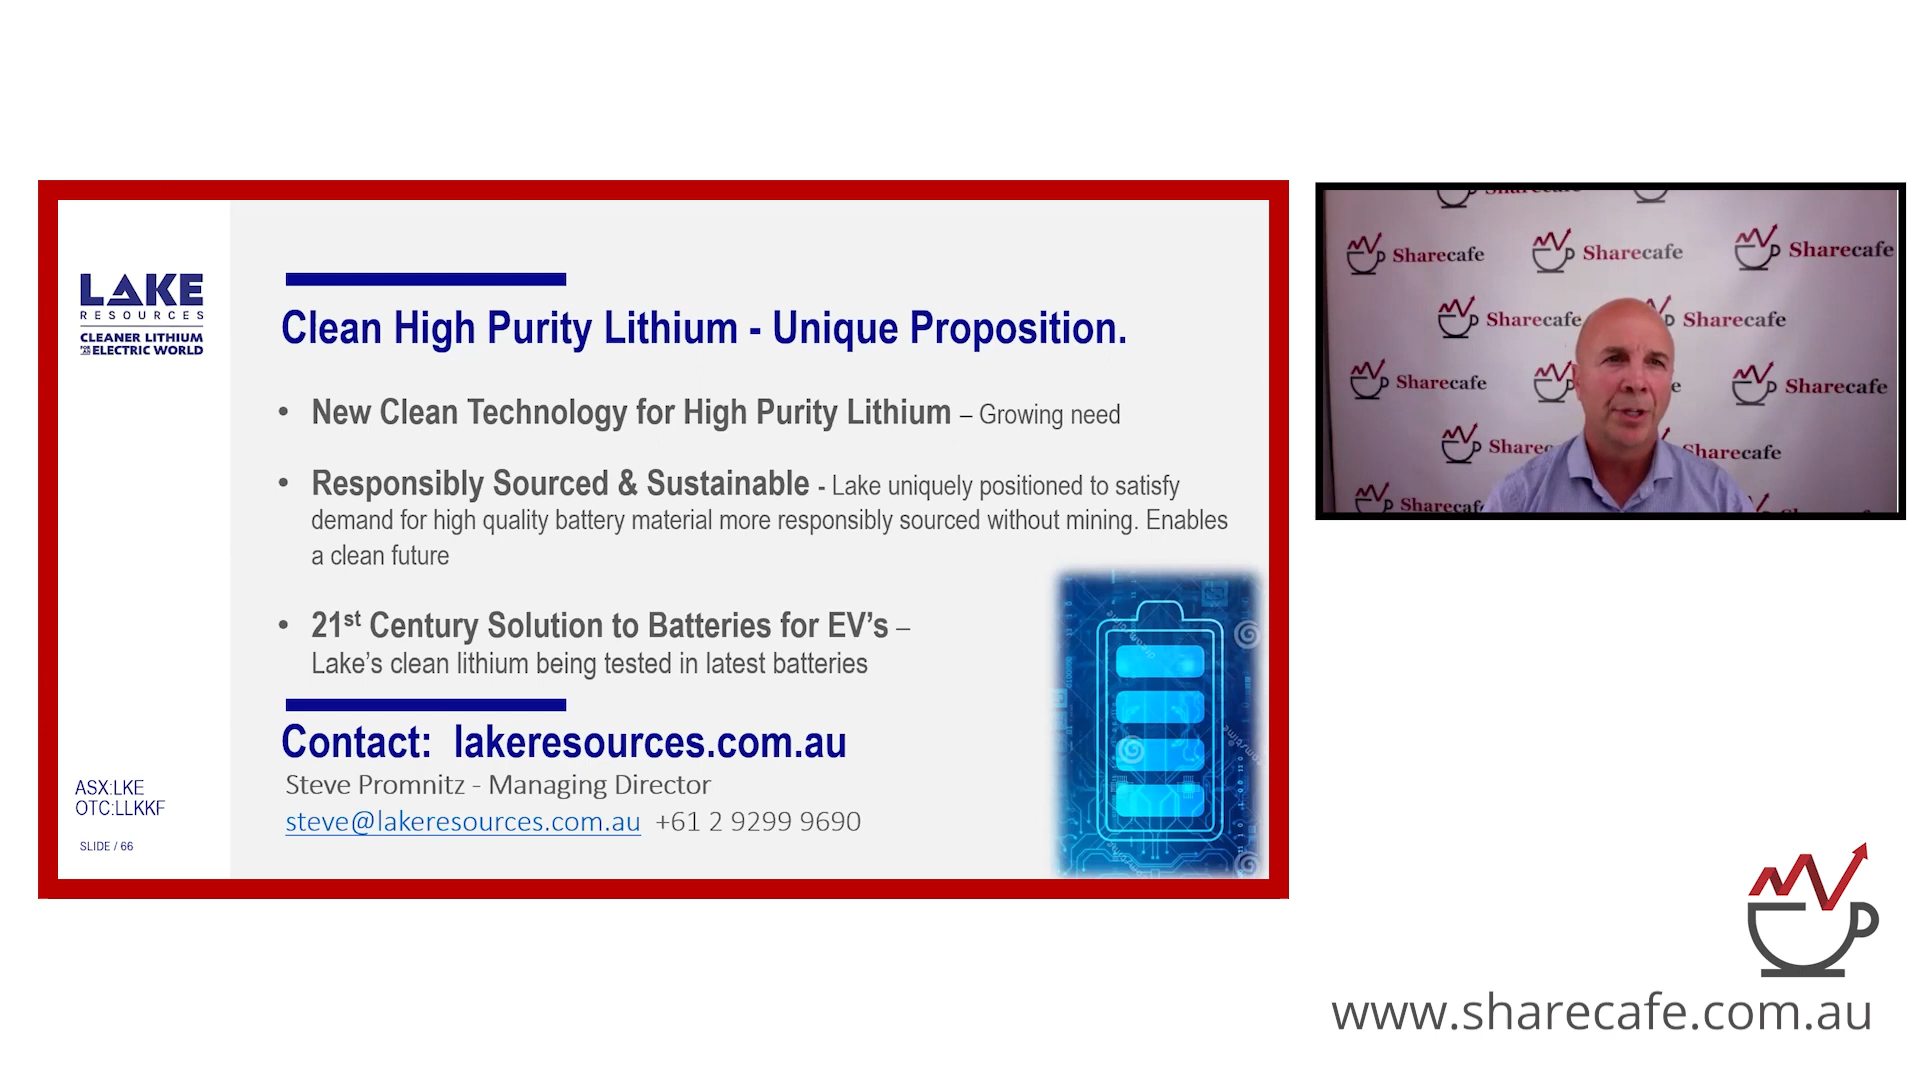 LAKE
RESOURCES
CLEANER LITHIUM
FOR AN ELECTRIC WORLD
Clean High Purity Lithium - Unique Proposition.
• New Clean Technology for High Purity Lithium – Growing need
• Responsibly Sourced & Sustainable - Lake uniquely positioned to satisfy
demand for high quality battery material more responsibly sourced without mining. Enables
a clean future
• 21st Century Solution to Batteries for EV's –
Lake's clean lithium being tested in latest batteries
Contact: lakeresources.com.au
Steve Promnitz - Managing Director
steve@lakeresources.com.au +61 2 9299 9690
ASX:LKE
OTC:LLKKF
SLIDE / 66
Sharecafe Sharecafe Sharecafe
Sharecafe Sharecafe
Sharecafe Sharecafe
Sharecafe
www.sharecafe.com.au